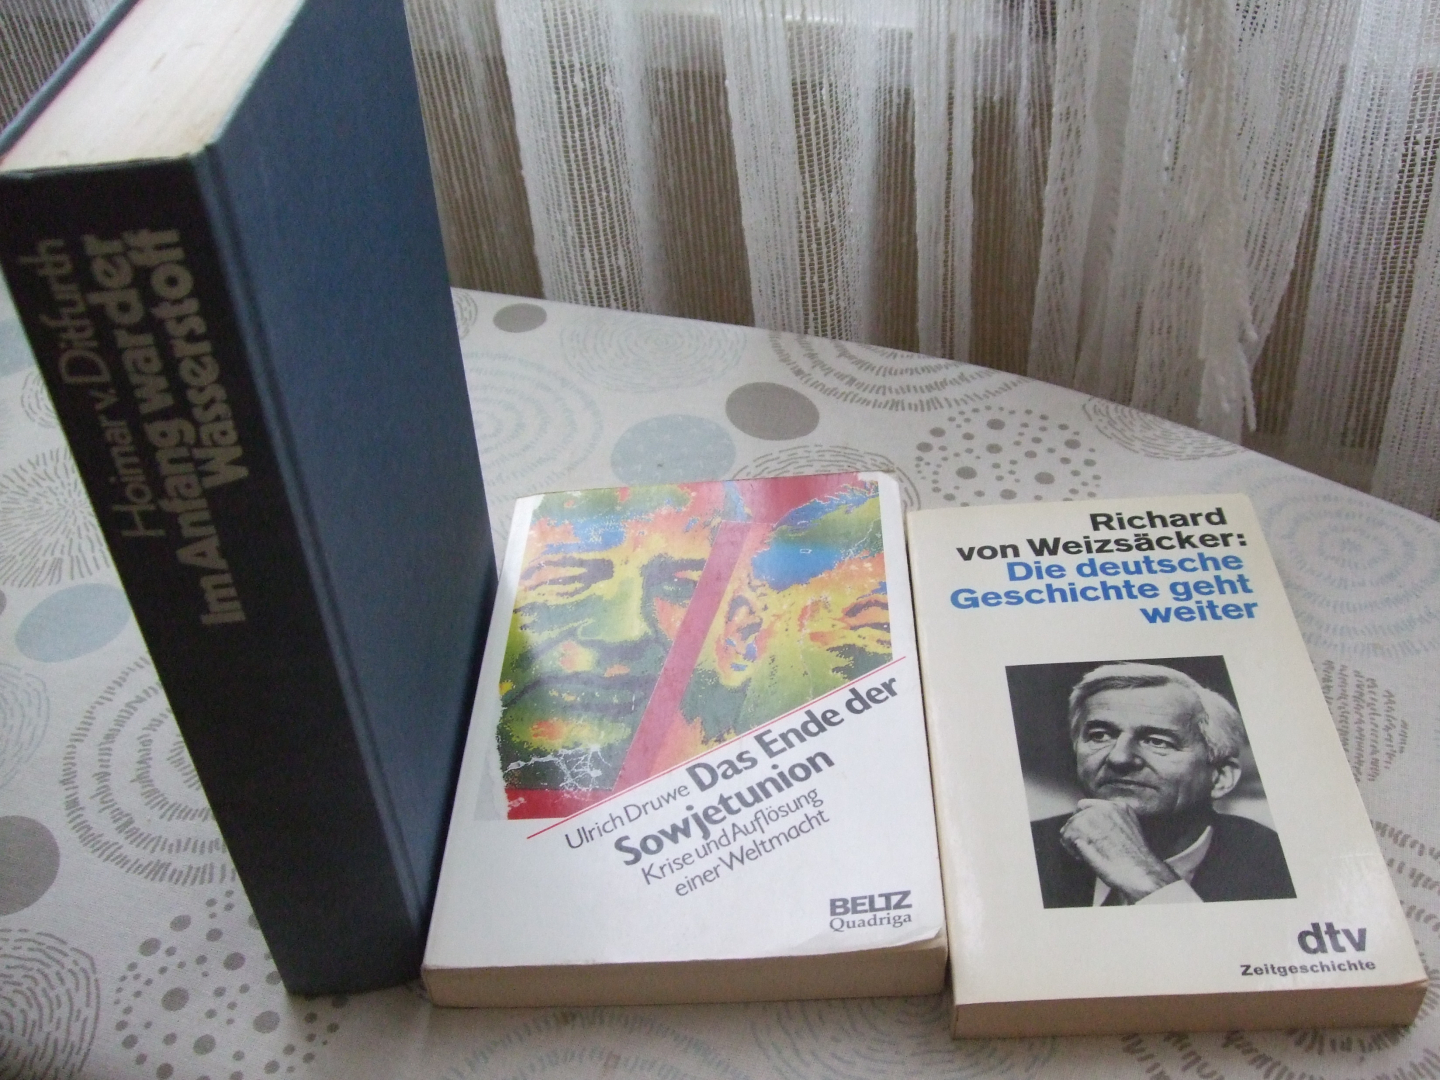 Hoimar v. Ditfurth
Im Anfang war der
Wasserstoff
Ulrich Druwe Das Ende der
Sowjetunion
Krise und Auflösung
einer Weltmacht
BELTZ
Quadriga
Richard
von Weizsäcker:
Die deutsche
Geschichte geht
weiter
dtv
Zeitgeschichte